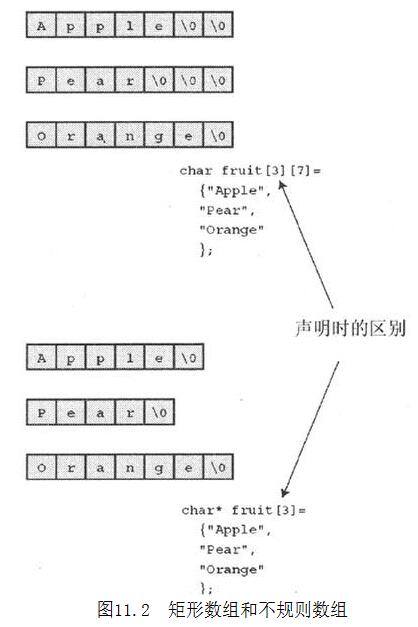 A p p l e \0 \0
P e a r \0 \0 \0
O r a n g e \0
char fruit[3][7]=
{"Apple",
"Pear",
"Orange"
};
声明时的区别
A p p l e \0
P e a r \0
O r a n g e \0
char* fruit[3]=
{"Apple",
"Pear",
"Orange"
};
图11.2 矩形数组和不规则数组